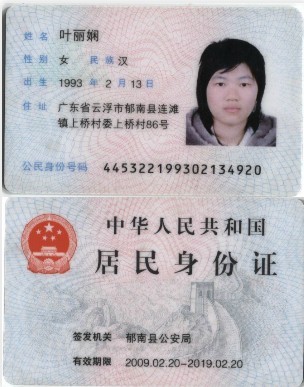 姓名 叶丽娴
性别 女 民族 汉
出生 1993 年 2 月 13 日
住址 广东省云浮市郁南县连滩
镇上桥村委上桥村86号
公民身份号码 445322199302134920
中华人民共和国
居民身份证
签发机关 郁南县公安局
有效期限 2009.02.20-2019.02.20